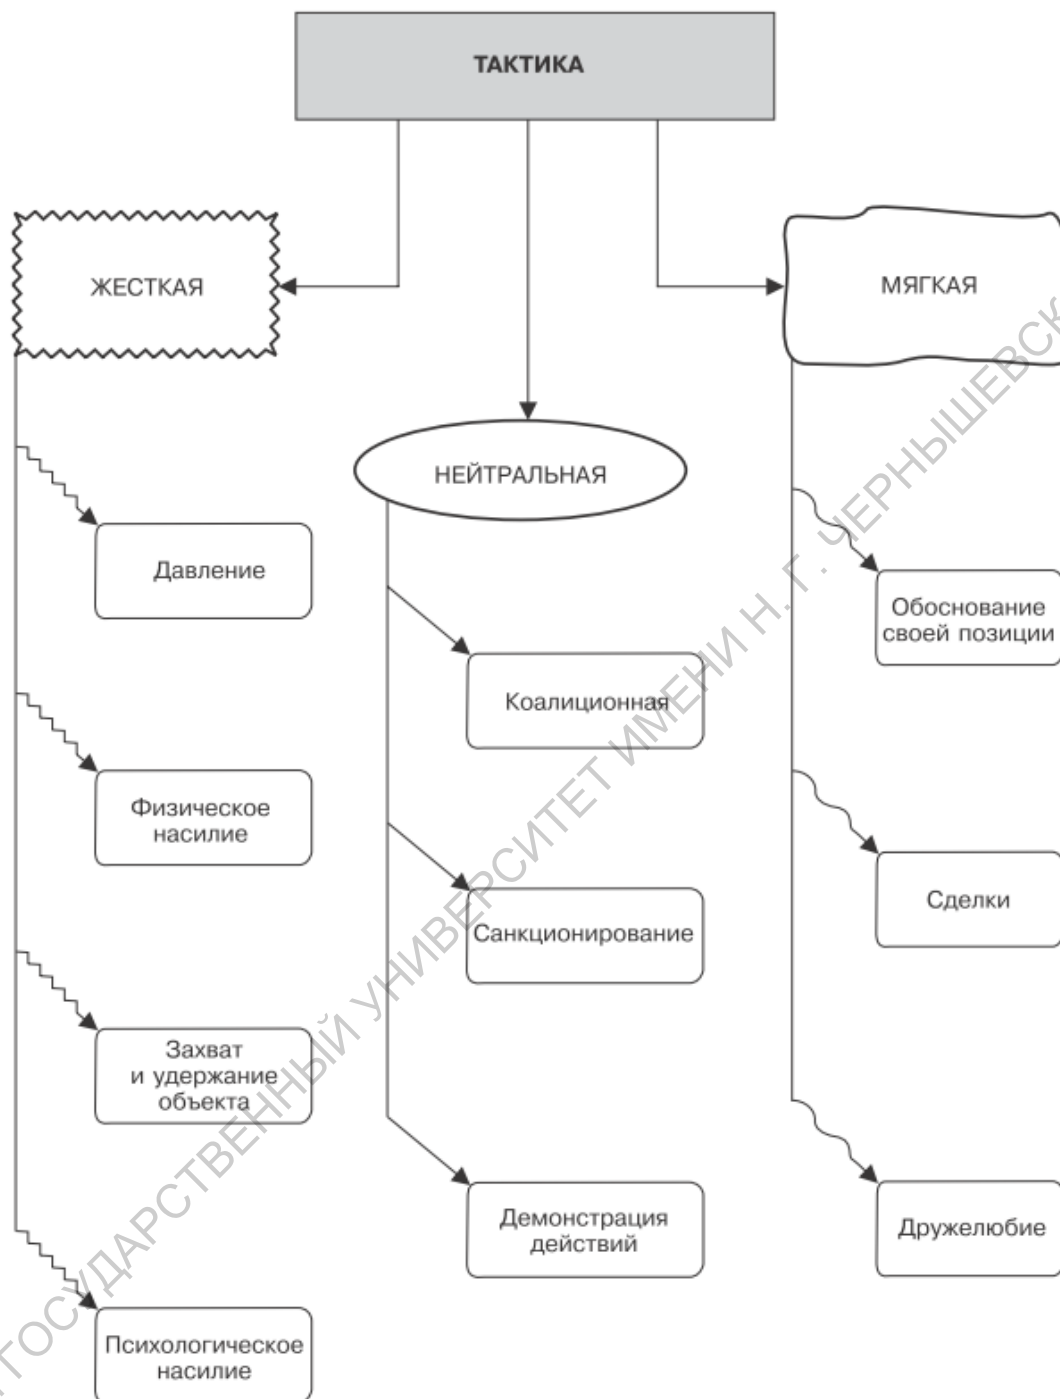 ТАКТИКА
ЖЕСТКАЯ
МЯГКАЯ
НЕЙТРАЛЬНАЯ
Давление
Обоснование
своей позиции
Коалиционная
Физическое
насилие
Сделки
Санкционирование
Захват
и удержание
объекта
Демонстрация
действий
Дружелюбие
Психологическое
насилие
ГОСУДАРСТВЕННЫЙ УНИВЕРСИТЕТ ИМЕНИ Н. Г. ЧЕРНЫШЕВСК